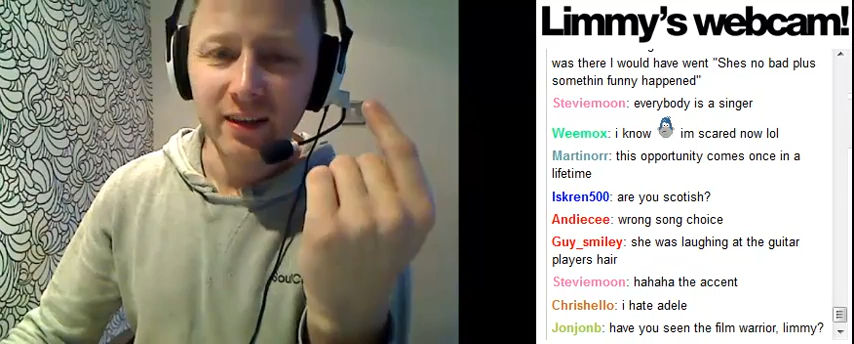 Limmy's webcam!
was there I would have went "Shes no bad plus
somethin funny happened"
Steviemoon: everybody is a singer
Weemox: i know im scared now lol
Martinorr: this opportunity comes once in a
lifetime
Iskren500: are you scotish?
Andiecee: wrong song choice
Guy_smiley: she was laughing at the guitar
players hair
Steviemoon: hahaha the accent
Chrishello: i hate adele
Jonjonb: have you seen the film warrior, limmy?